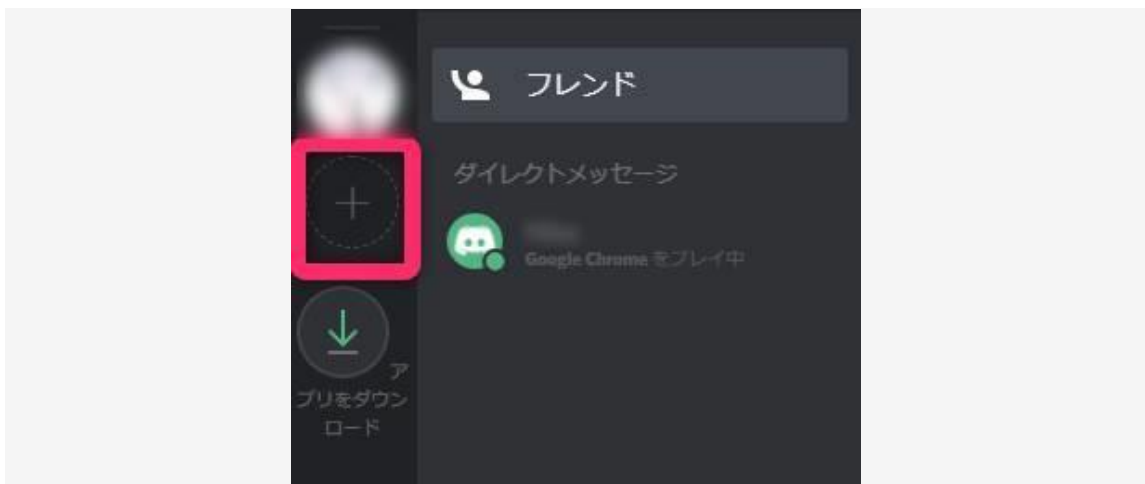 フレンド
ダイレクトメッセージ
Google Chrome をプレイ中
ア
プリをダウン
ロード